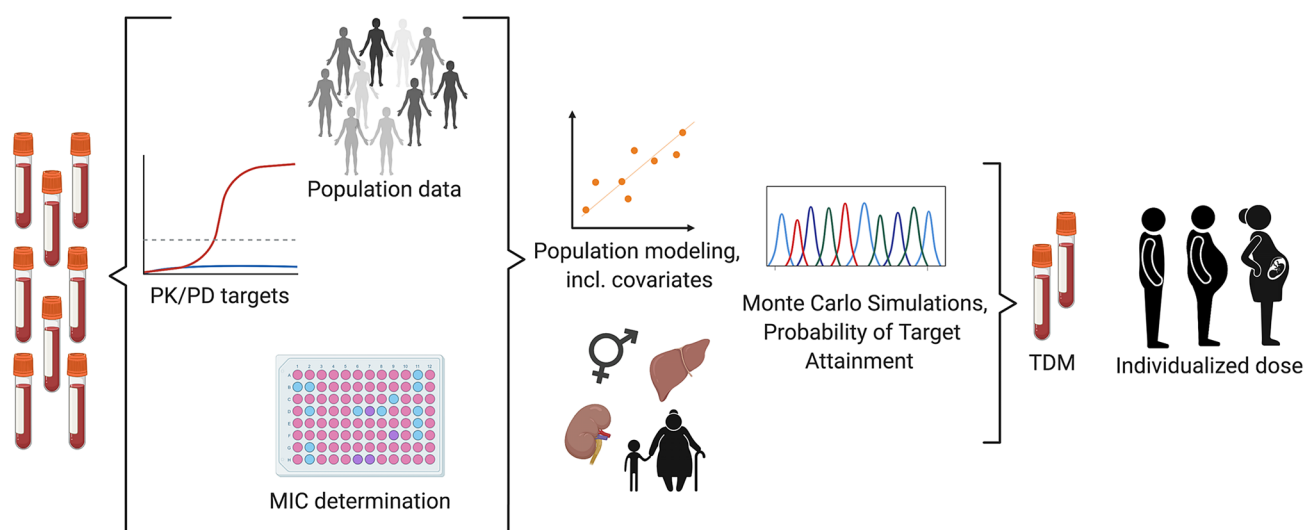 Population data
PK/PD targets
MIC determination
Population modeling,
incl. covariates
Monte Carlo Simulations,
Probability of Target
Attainment
TDM
Individualized dose